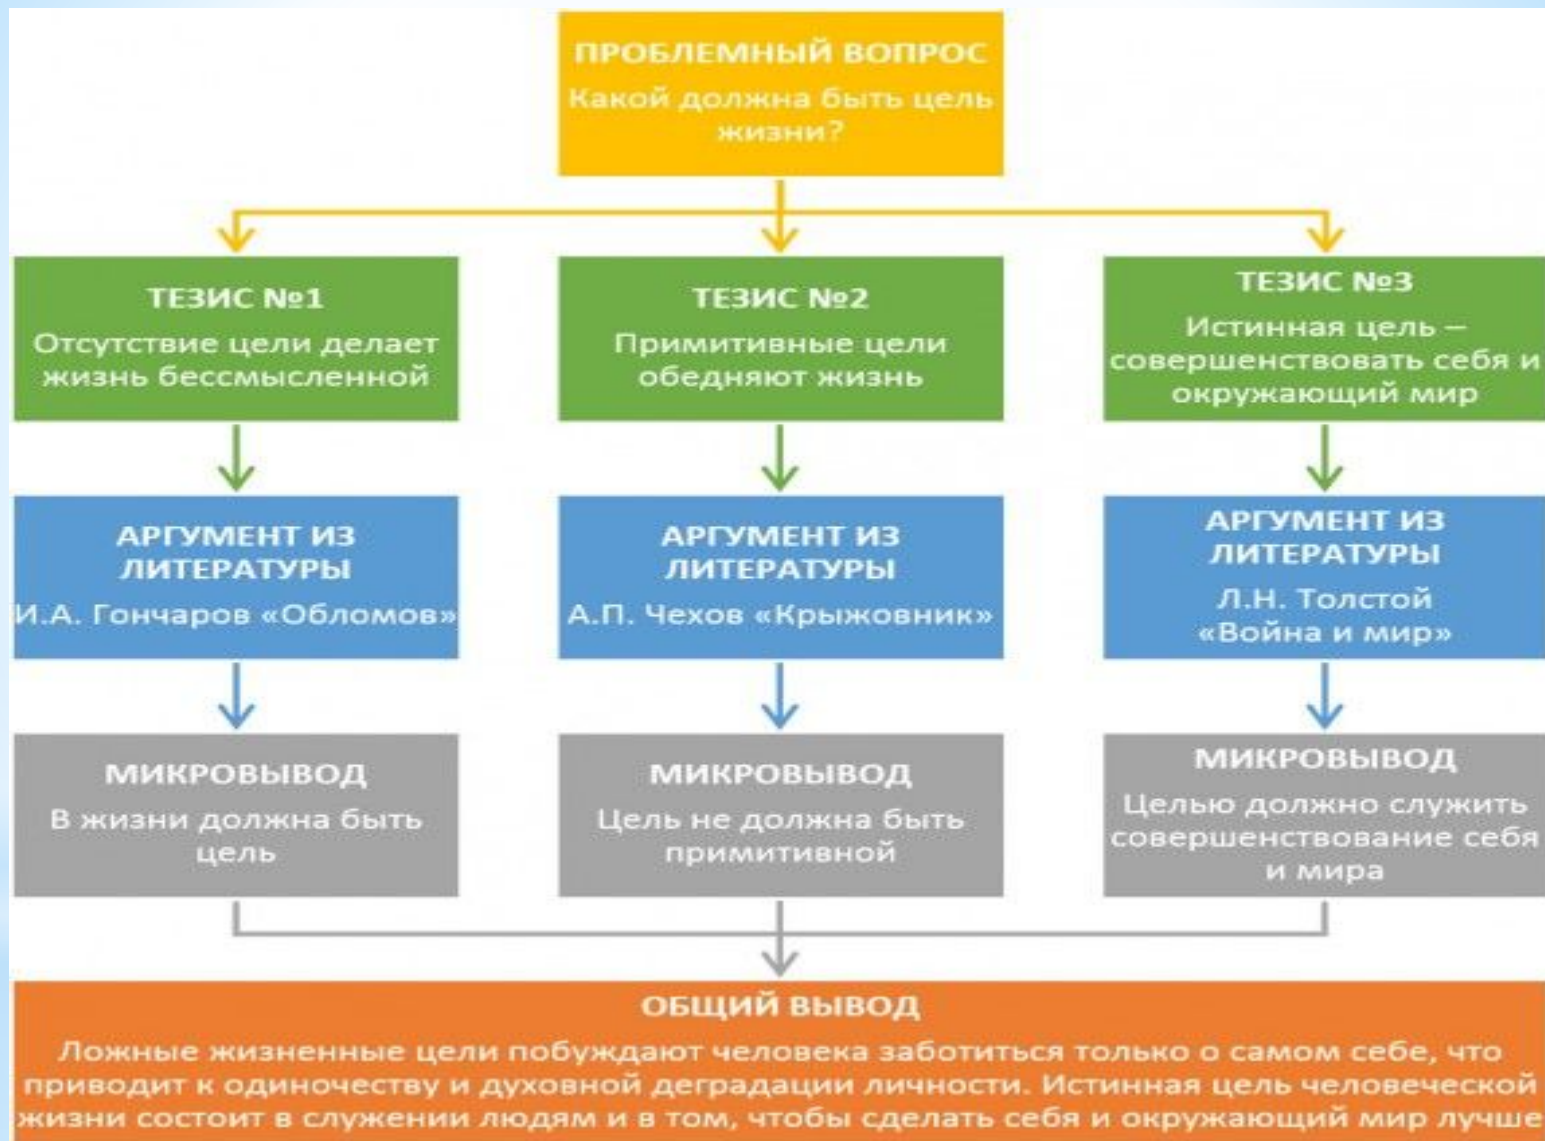 ПРОБЛЕМНЫЙ ВОПРОС
Какой должна быть цель
жизни?
ТЕЗИС №1
Отсутствие цели делает
жизнь бессмысленной
ТЕЗИС №2
Примитивные цели
обедняют жизнь
ТЕЗИС №3
Истинная цель –
совершенствовать себя и
окружающий мир
АРГУМЕНТ ИЗ
ЛИТЕРАТУРЫ
И.А. Гончаров «Обломов»
АРГУМЕНТ ИЗ
ЛИТЕРАТУРЫ
А.П. Чехов «Крыжовник»
АРГУМЕНТ ИЗ
ЛИТЕРАТУРЫ
Л.Н. Толстой
«Война и мир»
МИКРОВЫВОД
В жизни должна быть
цель
МИКРОВЫВОД
Цель не должна быть
примитивной
МИКРОВЫВОД
Целью должно служить
совершенствование себя
и мира
ОБЩИЙ ВЫВОД
Ложные жизненные цели побуждают человека заботиться только о самом себе, что
приводит к одиночеству и духовной деградации личности. Истинная цель человеческой
жизни состоит в служении людям и в том, чтобы сделать себя и окружающий мир лучше